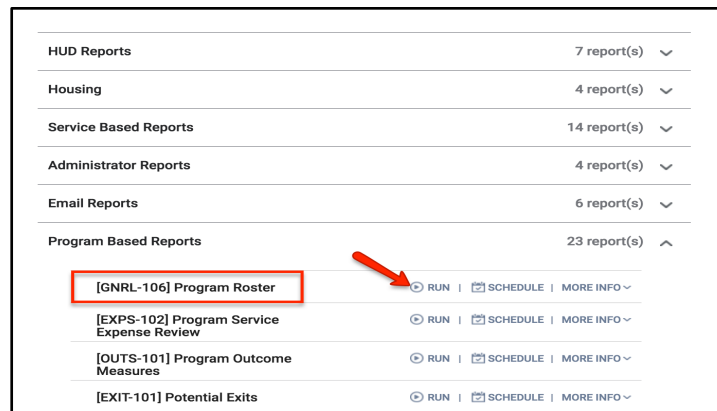 HUD Reports 7 report(s)
Housing 4 report(s)
Service Based Reports 14 report(s)
Administrator Reports 4 report(s)
Email Reports 6 report(s)
Program Based Reports 23 report(s)
[GNRL-106] Program Roster RUN | SCHEDULE | MORE INFO
[EXPS-102] Program Service
Expense Review RUN | SCHEDULE | MORE INFO
[OUTS-101] Program Outcome
Measures RUN | SCHEDULE | MORE INFO
[EXIT-101] Potential Exits RUN | SCHEDULE | MORE INFO